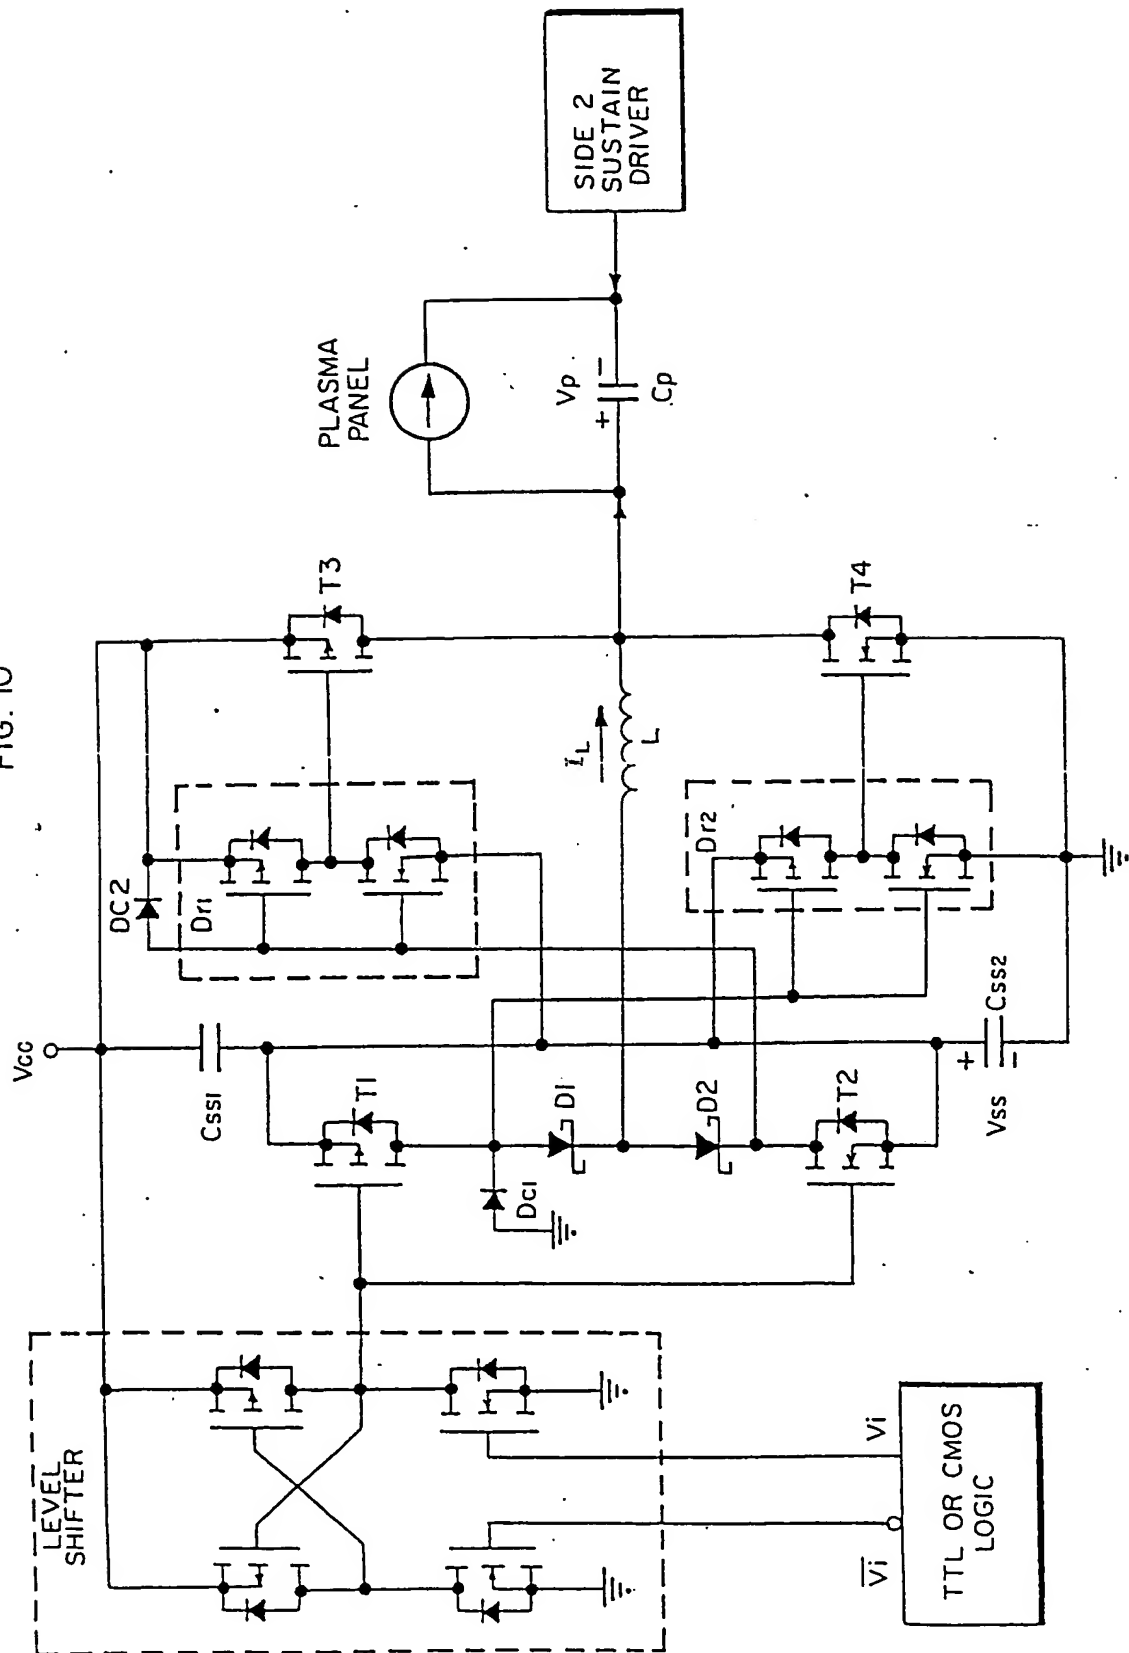 FIG. 10
SIDE 2
SUSTAIN
DRIVER
PLASMA
PANEL
Vp
+
−
Cp
T3
T4
IL
L
DC2
Dr1
Dr2
Vcc
Css1
T1
D1
D2
T2
Dc1
+
−
Vss
Css2
LEVEL
SHIFTER
Vi
V̅i̅
TTL OR CMOS
LOGIC